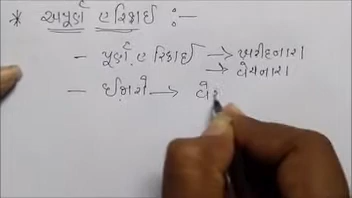 * અપૂર્ણ હરિફાઈ :—
- પૂર્ણ હરિફાઈ → ખરીદનારા
→ વેચનારા
- ઈજારો → વે